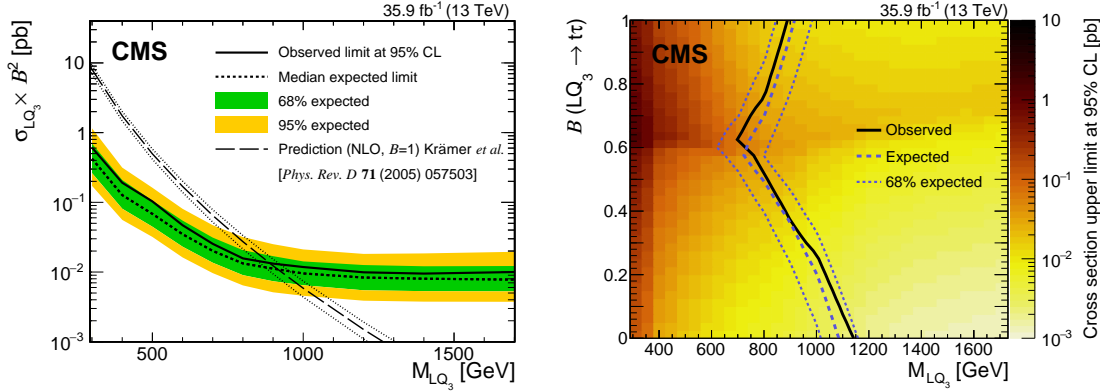 35.9 fb⁻¹ (13 TeV)
CMS
Observed limit at 95% CL
Median expected limit
68% expected
95% expected
Prediction (NLO, B=1) Krämer et al.
[Phys. Rev. D 71 (2005) 057503]
σ_LQ₃ × B² [pb]
10
1
10⁻¹
10⁻²
10⁻³
500 1000 1500
M_LQ₃ [GeV]
35.9 fb⁻¹ (13 TeV)
CMS
Observed
Expected
68% expected
B (LQ₃ → tτ)
1
0.8
0.6
0.4
0.2
0
400 600 800 1000 1200 1400 1600
M_LQ₃ [GeV]
10
1
10⁻¹
10⁻²
10⁻³
Cross section upper limit at 95% CL [pb]